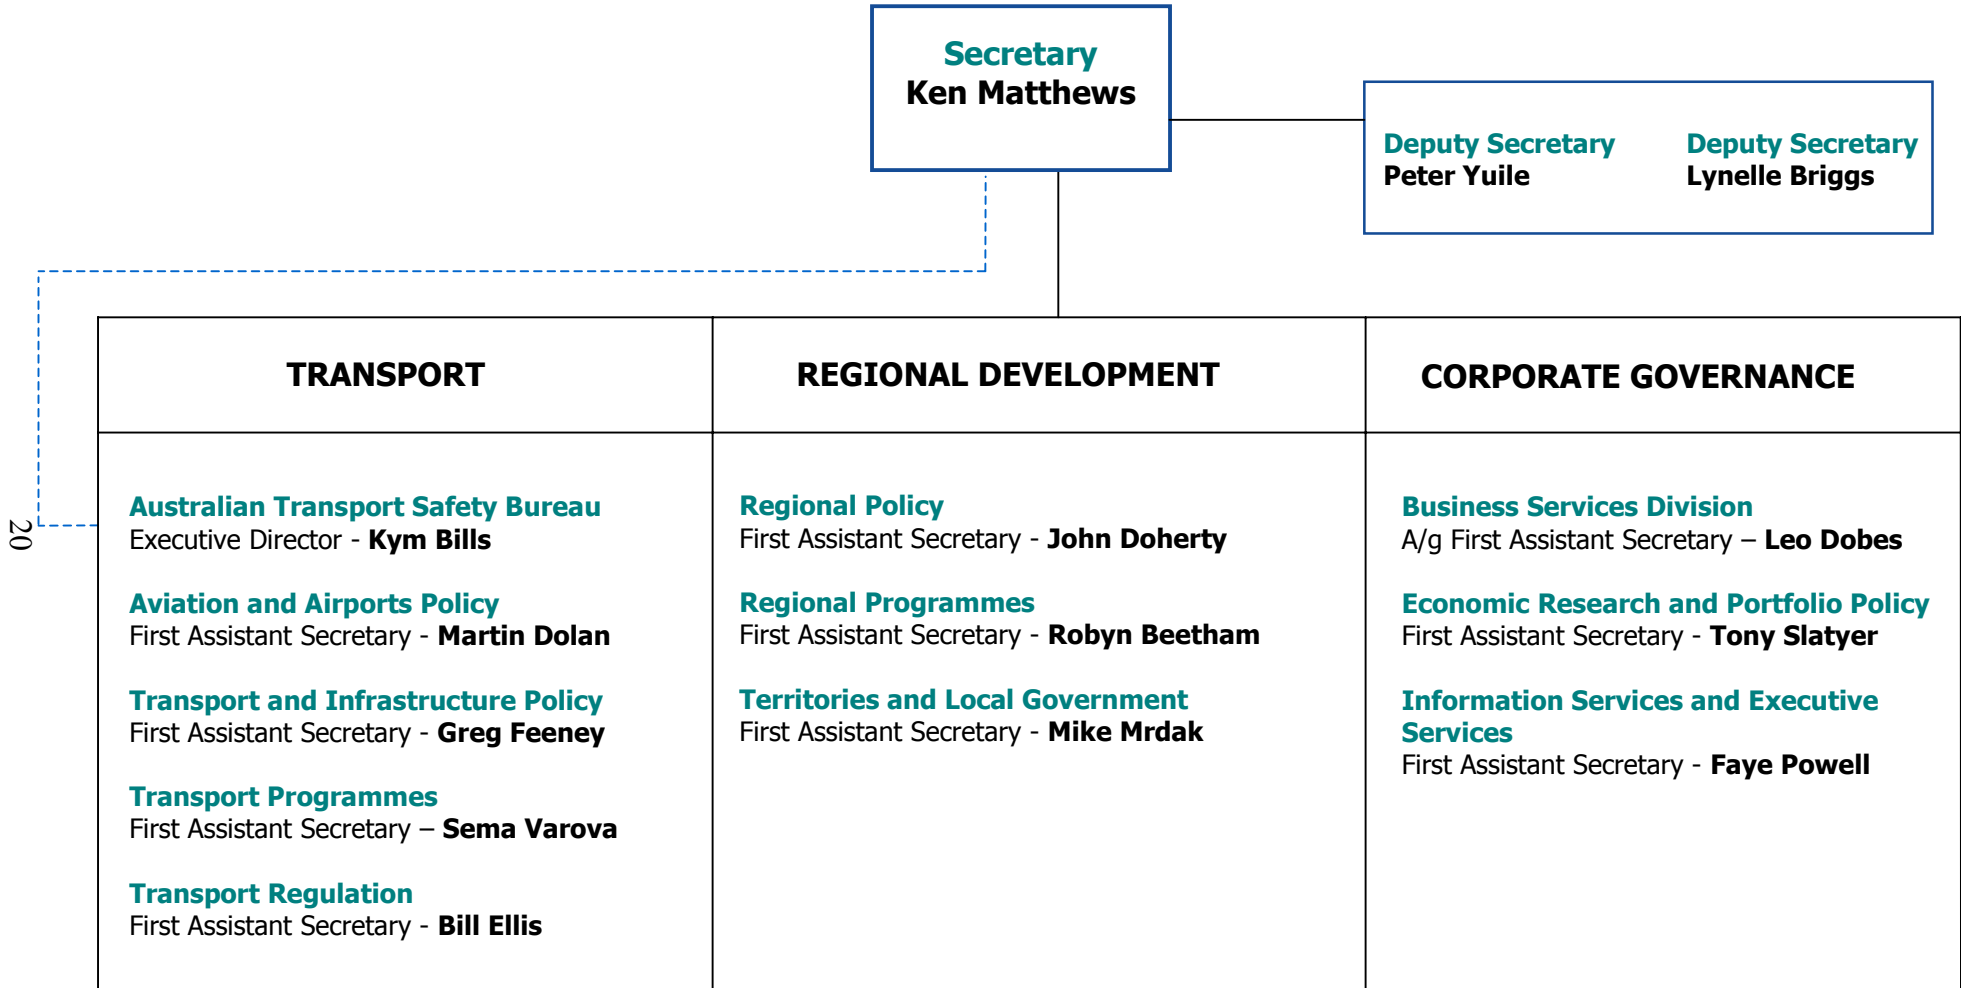 Secretary
Ken Matthews
Deputy Secretary
Peter Yuile
Deputy Secretary
Lynelle Briggs
TRANSPORT
Australian Transport Safety Bureau
Executive Director - Kym Bills
Aviation and Airports Policy
First Assistant Secretary - Martin Dolan
Transport and Infrastructure Policy
First Assistant Secretary - Greg Feeney
Transport Programmes
First Assistant Secretary – Sema Varova
Transport Regulation
First Assistant Secretary - Bill Ellis
REGIONAL DEVELOPMENT
Regional Policy
First Assistant Secretary - John Doherty
Regional Programmes
First Assistant Secretary - Robyn Beetham
Territories and Local Government
First Assistant Secretary - Mike Mrdak
CORPORATE GOVERNANCE
Business Services Division
A/g First Assistant Secretary – Leo Dobes
Economic Research and Portfolio Policy
First Assistant Secretary - Tony Slatyer
Information Services and Executive
Services
First Assistant Secretary - Faye Powell
20